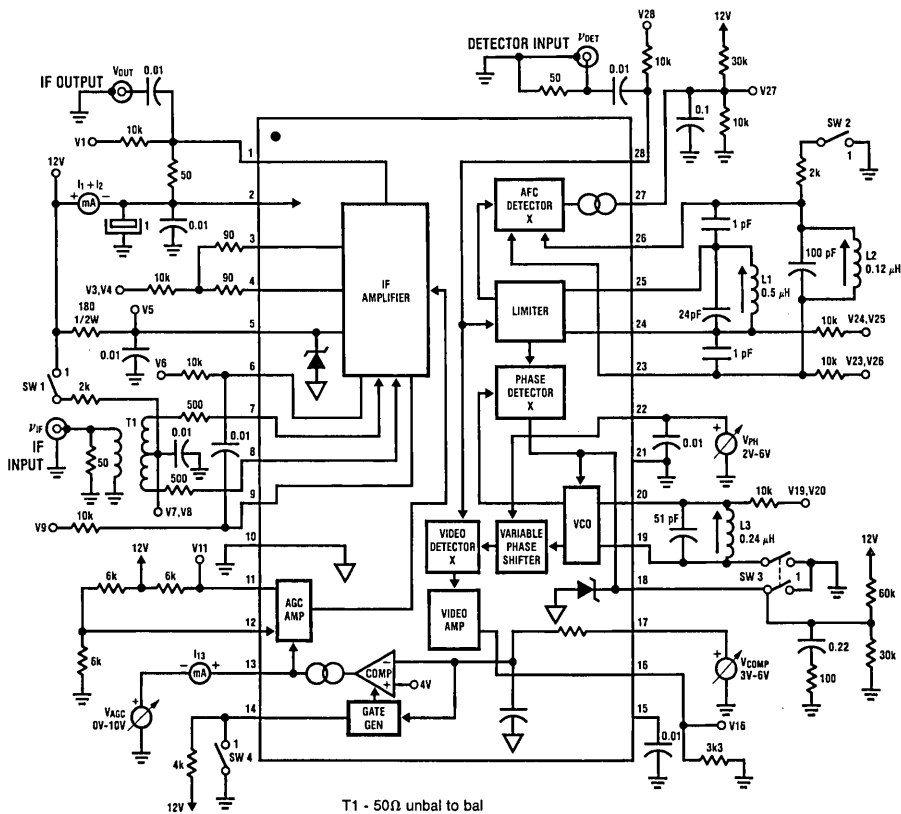 V28
12V
DETECTOR INPUT
VDET
10k
30k
50
0.01
V27
0.1
10k
IF OUTPUT
VOUT
0.01
V1
10k
50
12V
I1 + I2
+ mA −
1
0.01
SW 2
1
2k
1
2
3
4
5
6
7
8
9
10
11
12
13
14
28
27
26
25
24
23
22
21
20
19
18
17
16
15
90
90
10k
V3,V4
180
1/2W
V5
0.01
V6
10k
SW 1
1
2k
νIF
IF
INPUT
50
T1
500
0.01
500
0.01
V7,V8
V9
10k
12V
V11
6k
6k
6k
I13
− mA +
VAGC
0V-10V
4k
1
SW 4
12V
IF
AMPLIFIER
AFC
DETECTOR
X
LIMITER
PHASE
DETECTOR
X
VCO
VARIABLE
PHASE
SHIFTER
VIDEO
DETECTOR X
VIDEO
AMP
AGC
AMP
COMP
−
+
4V
GATE
GEN
1 pF
100 pF
L2
0.12 μH
L1
0.5 μH
24pF
10k
V24,V25
1 pF
10k
V23,V26
0.01
+
VPH
2V-6V
10k
V19,V20
51 pF
L3
0.24 μH
SW 3
1
12V
60k
0.22
100
30k
+
VCOMP
3V-6V
V16
0.01
3k3
T1 - 50Ω unbal to bal